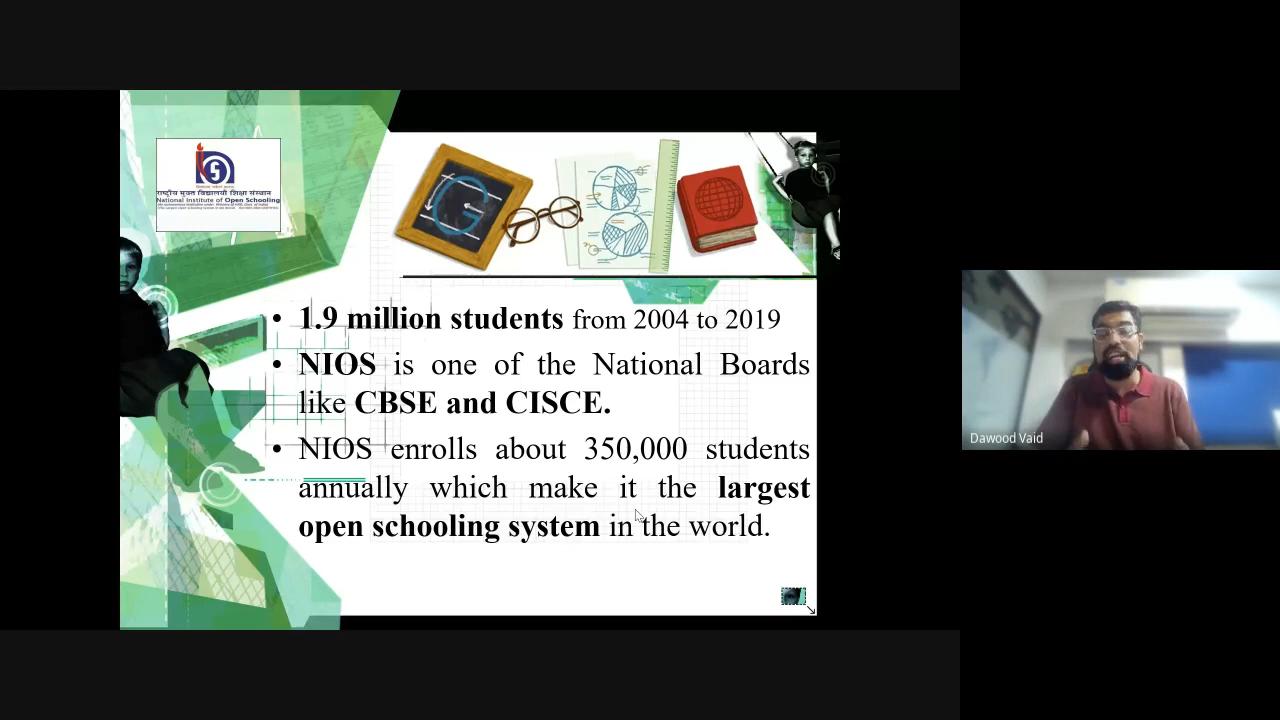 राष्ट्रीय मुक्त विद्यालयी शिक्षा संस्थान
National Institute of Open Schooling
G
• 1.9 million students from 2004 to 2019
• NIOS is one of the National Boards
like CBSE and CISCE.
• NIOS enrolls about 350,000 students
annually which make it the largest
open schooling system in the world.
Dawood Vaid